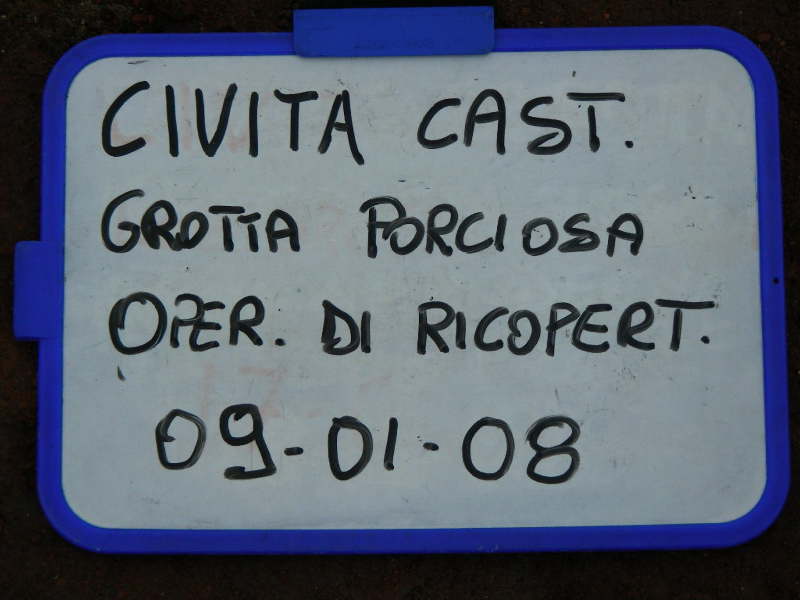 CIVITA CAST.
GROTTA PORCIOSA
OPER. DI RICOPERT.
09-01-08